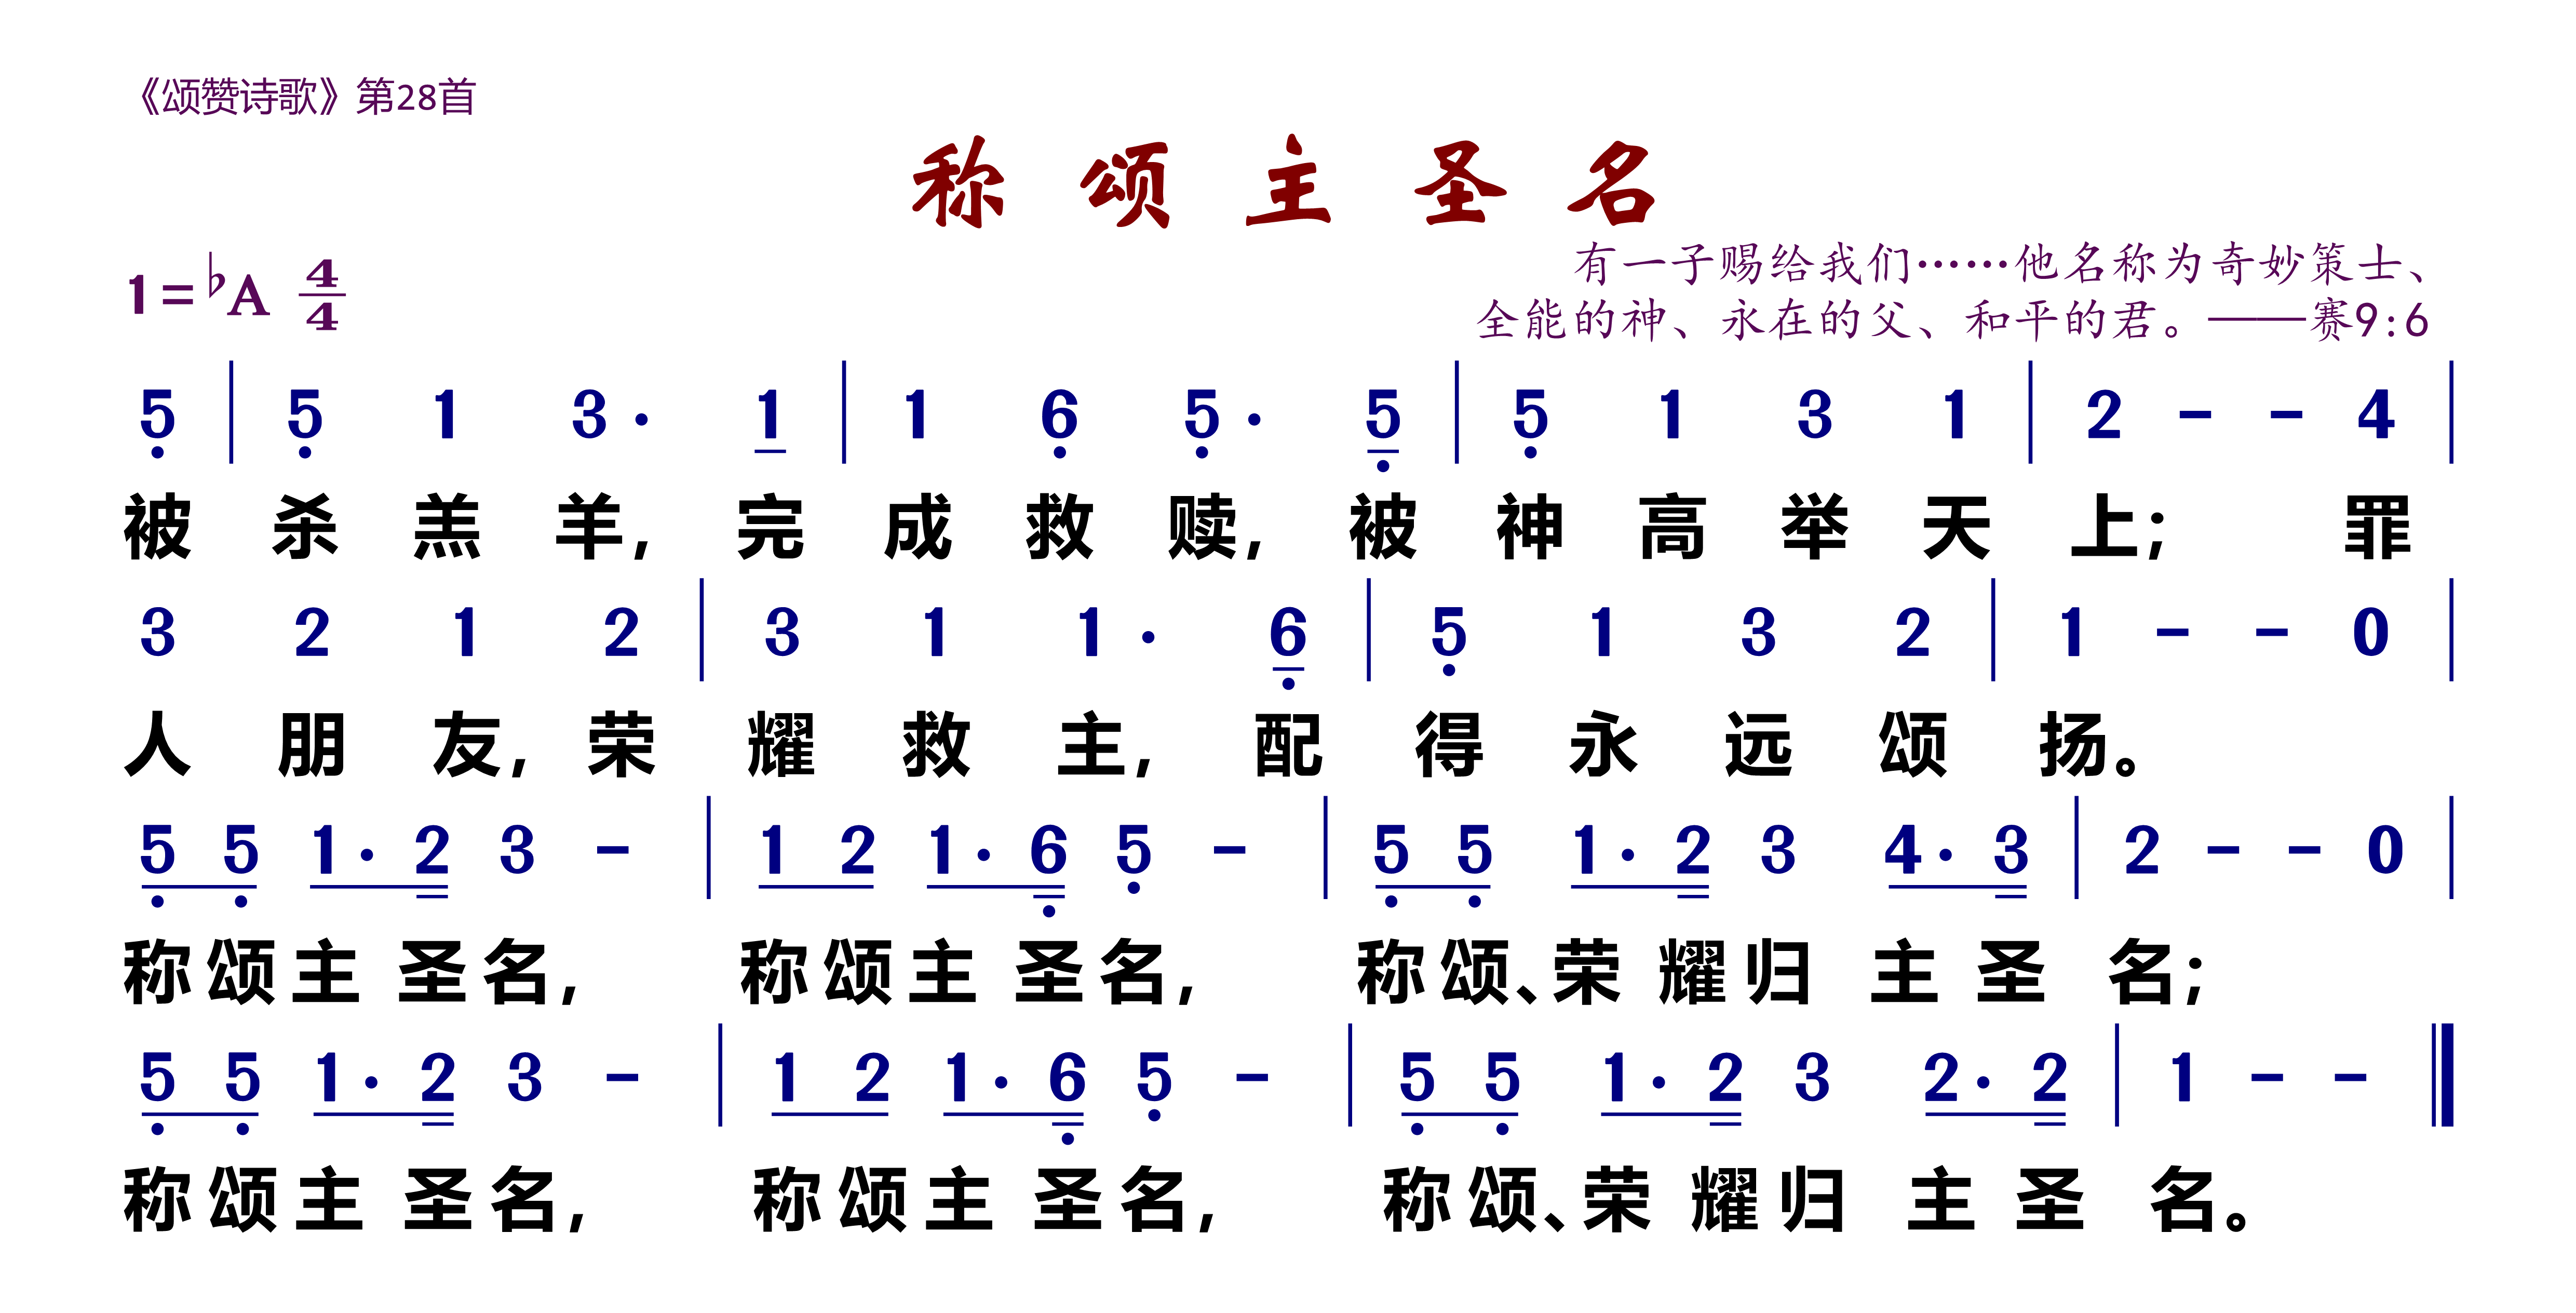 《颂赞诗歌》第28首
称颂主圣名
1=♭A 4/4
有一子赐给我们……他名称为奇妙策士、
全能的神、永在的父、和平的君。——赛9:6
5̣ | 5̣ 1 3· 1̲ | 1 6̣ 5̣· 5̣̲ | 5̣ 1 3 1 | 2 - - 4 |
被杀羔羊,完成救赎,被神高举天上;罪
3 2 1 2 | 3 1 1· 6̣̲ | 5̣ 1 3 2 | 1 - - 0 |
人朋友,荣耀救主,配得永远颂扬。
5̣̲ 5̣̲ 1̲· 2̳ 3 - | 1̲ 2̲ 1̲· 6̣̳ 5̣ - | 5̣̲ 5̣̲ 1̲· 2̳ 3 4̲· 3̳ | 2 - - 0 |
称颂主圣名,称颂主圣名,称颂、荣耀归主圣名;
5̣̲ 5̣̲ 1̲· 2̳ 3 - | 1̲ 2̲ 1̲· 6̣̳ 5̣ - | 5̣̲ 5̣̲ 1̲· 2̳ 3 2̲· 2̳ | 1 - - ‖
称颂主圣名,称颂主圣名,称颂、荣耀归主圣名。